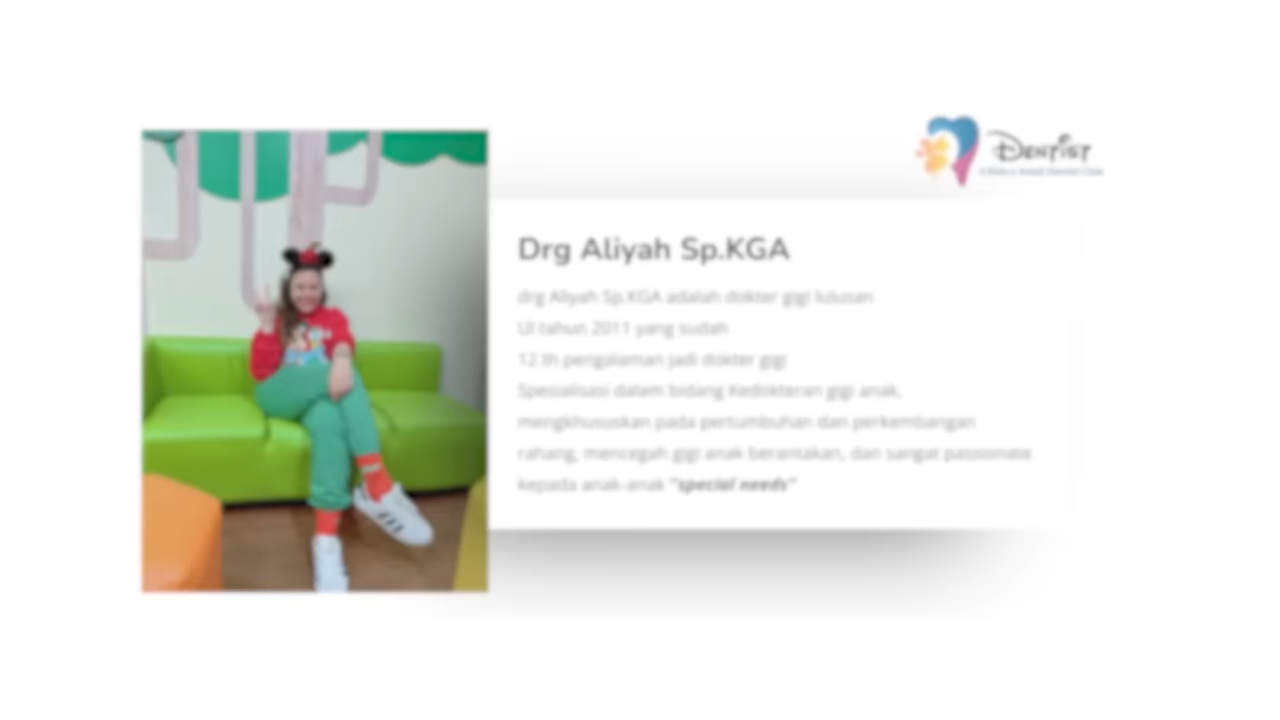 DENTIST
Drg Aliyah Sp.KGA
drg Aliyah Sp.KGA adalah dokter gigi lulusan
UI tahun 2011 yang sudah
12 th pengalaman jadi dokter gigi
Spesialisasi dalam bidang Kedokteran gigi anak,
mengkhususkan pada pertumbuhan dan perkembangan
rahang, mencegah gigi anak berantakan, dan sangat passionate
kepada anak-anak "special needs"